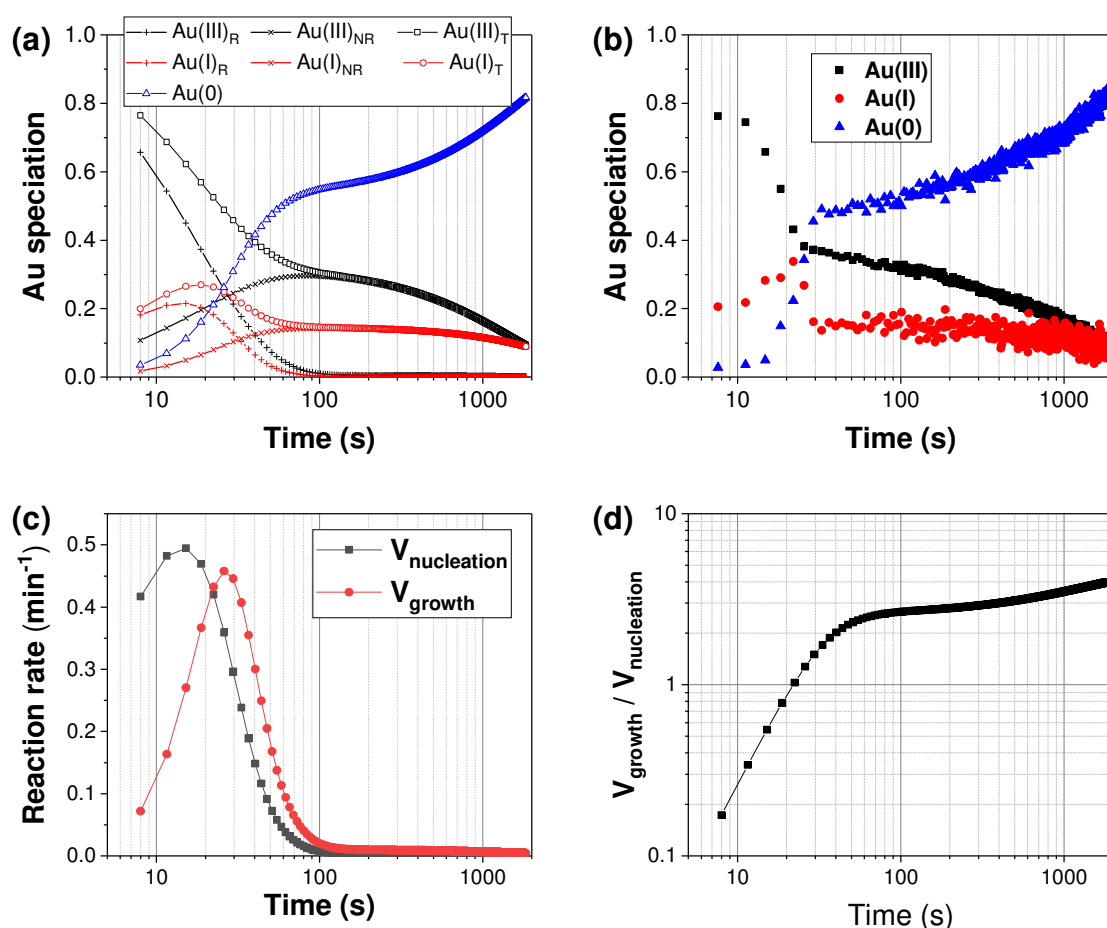 (a)
Au(III)R Au(III)NR Au(III)T
Au(I)R Au(I)NR Au(I)T
Au(0)
1.0
0.8
0.6
0.4
0.2
0.0
Au speciation
10 100 1000
Time (s)
(b)
Au(III)
Au(I)
Au(0)
1.0
0.8
0.6
0.4
0.2
0.0
Au speciation
10 100 1000
Time (s)
(c)
Vnucleation
Vgrowth
0.5
0.4
0.3
0.2
0.1
0.0
Reaction rate (min-1)
10 100 1000
Time (s)
(d)
10
1
0.1
Vgrowth / Vnucleation
10 100 1000
Time (s)